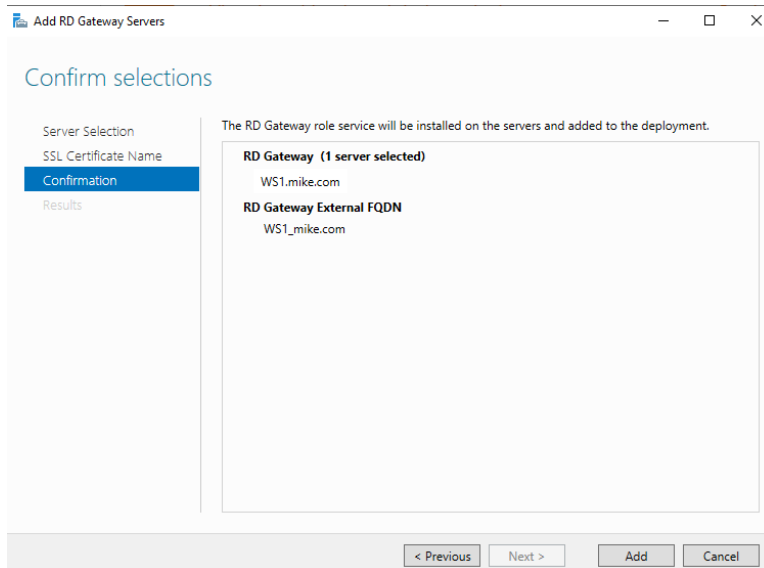 Add RD Gateway Servers
Confirm selections
Server Selection
SSL Certificate Name
Confirmation
Results
The RD Gateway role service will be installed on the servers and added to the deployment.
RD Gateway (1 server selected)
WS1.mike.com
RD Gateway External FQDN
WS1_mike.com
< Previous
Next >
Add
Cancel